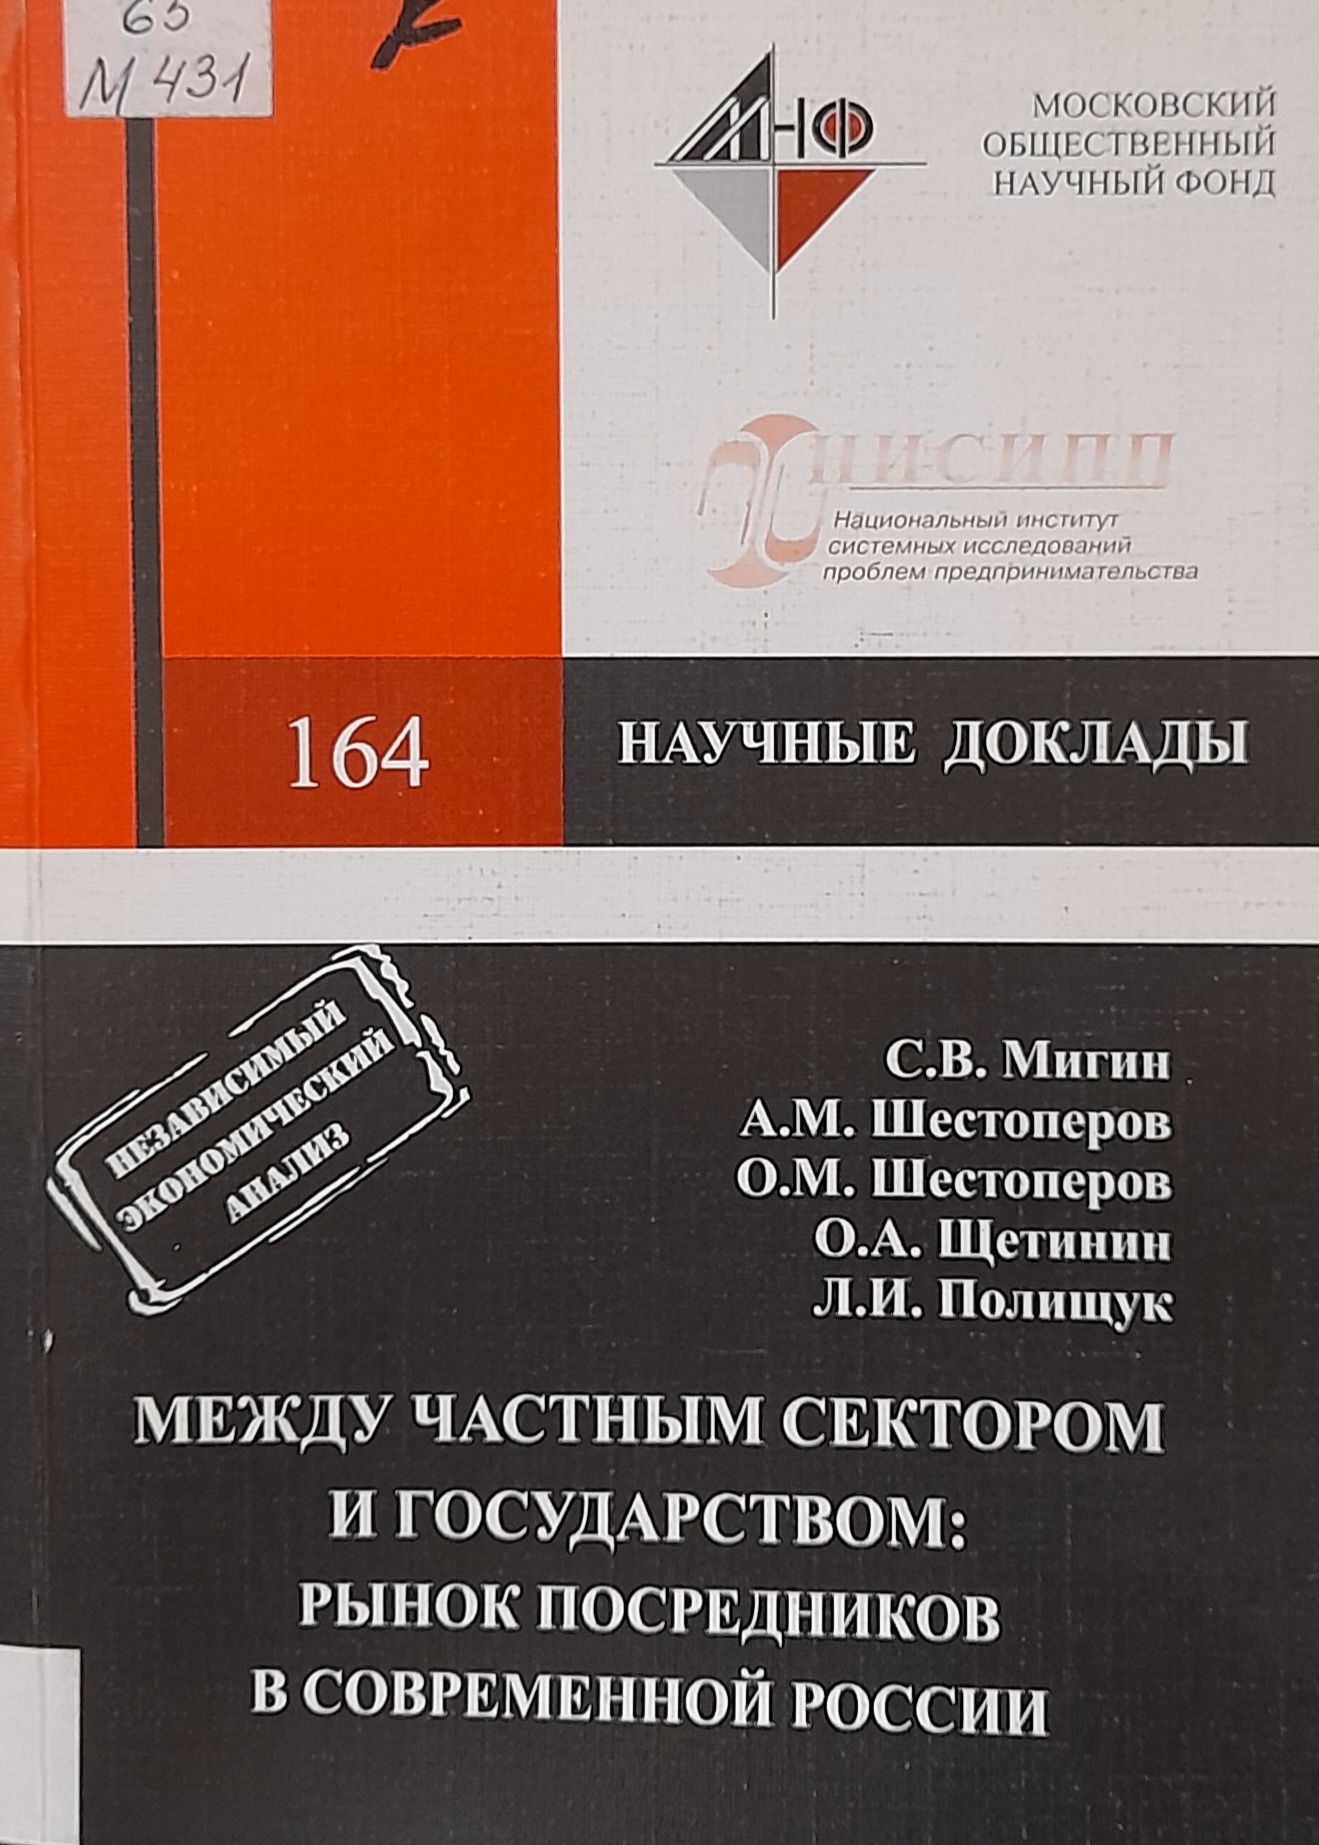 65
М 431
МНФ
МОСКОВСКИЙ
ОБЩЕСТВЕННЫЙ
НАУЧНЫЙ ФОНД
НИСИПП
Национальный институт
системных исследований
проблем предпринимательства
164
НАУЧНЫЕ ДОКЛАДЫ
НЕЗАВИСИМЫЙ
ЭКОНОМИЧЕСКИЙ
АНАЛИЗ
С.В. Мигин
А.М. Шестоперов
О.М. Шестоперов
О.А. Щетинин
Л.И. Полищук
МЕЖДУ ЧАСТНЫМ СЕКТОРОМ
И ГОСУДАРСТВОМ:
РЫНОК ПОСРЕДНИКОВ
В СОВРЕМЕННОЙ РОССИИ